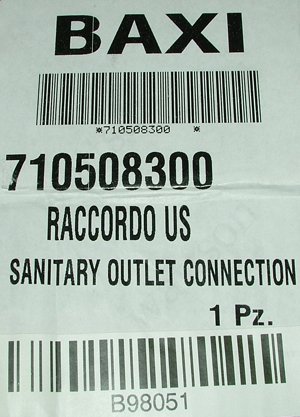 BAXI
*710508300 *
710508300
RACCORDO US
SANITARY OUTLET CONNECTION
1 Pz.
B98051